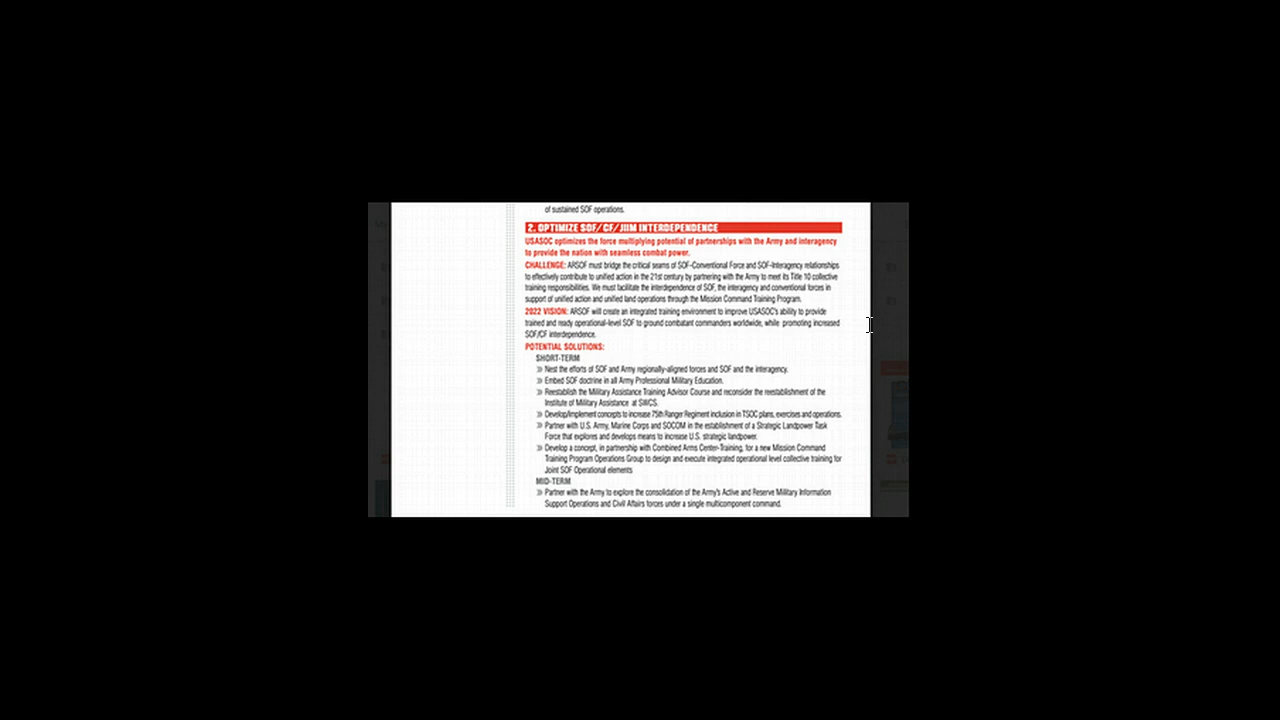 of sustained SOF operations.
2. OPTIMIZE SOF/CF/JIIM INTERDEPENDENCE
USASOC optimizes the force multiplying potential of partnerships with the Army and interagency
to provide the nation with seamless combat power.
CHALLENGE: ARSOF must bridge the critical seams of SOF-Conventional Force and SOF-Interagency relationships
to effectively contribute to unified action in the 21st century by partnering with the Army to meet its Title 10 collective
training responsibilities. We must facilitate the interdependence of SOF, the interagency and conventional forces in
support of unified action and unified land operations through the Mission Command Training Program.
2022 VISION: ARSOF will create an integrated training environment to improve USASOC's ability to provide
trained and ready operational-level SOF to ground combatant commanders worldwide, while promoting increased
SOF/CF interdependence.
POTENTIAL SOLUTIONS:
SHORT-TERM
» Nest the efforts of SOF and Army regionally-aligned forces and SOF and the interagency.
» Embed SOF doctrine in all Army Professional Military Education.
» Reestablish the Military Assistance Training Advisor Course and reconsider the reestablishment of the
Institute of Military Assistance at SWCS.
» Develop/implement concepts to increase 75th Ranger Regiment inclusion in TSOC plans, exercises and operations.
» Partner with U.S. Army, Marine Corps and SOCOM in the establishment of a Strategic Landpower Task
Force that explores and develops means to increase U.S. strategic landpower.
» Develop a concept, in partnership with Combined Arms Center-Training, for a new Mission Command
Training Program Operations Group to design and execute integrated operational level collective training for
Joint SOF Operational elements
MID-TERM
» Partner with the Army to explore the consolidation of the Army's Active and Reserve Military Information
Support Operations and Civil Affairs forces under a single multicomponent command.